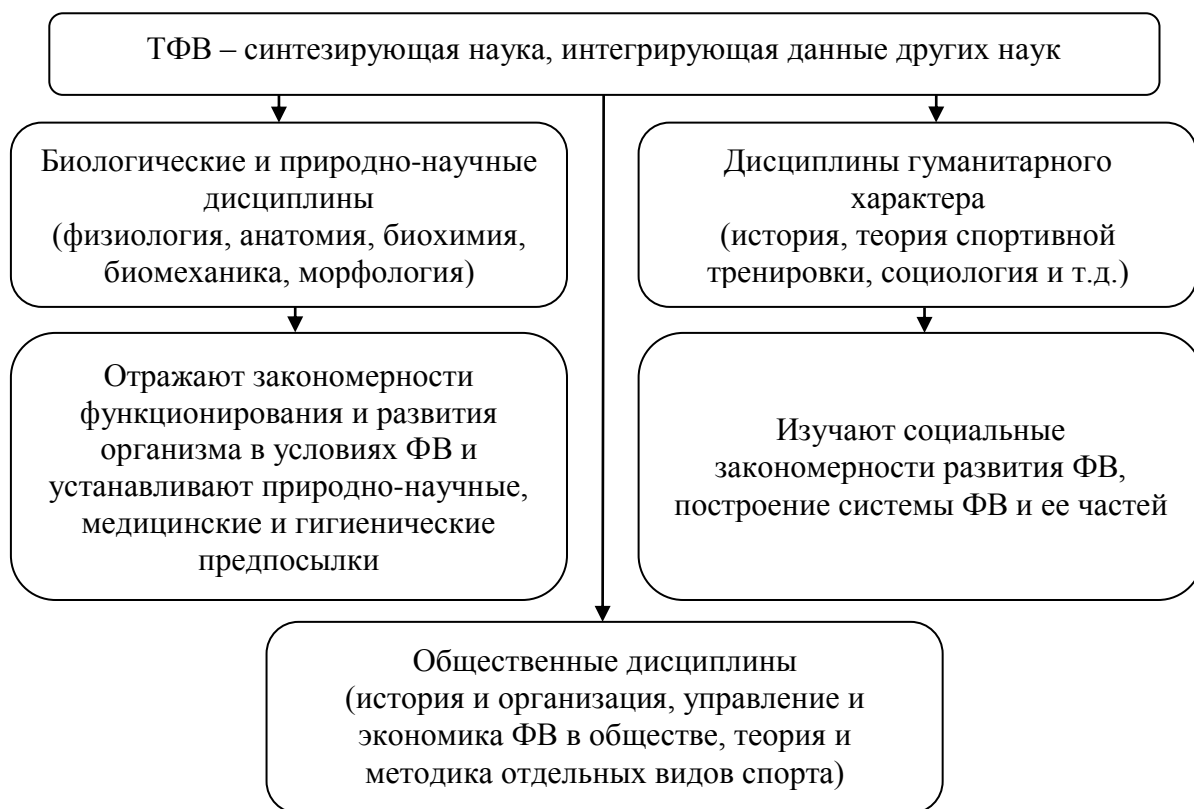 ТФВ – синтезирующая наука, интегрирующая данные других наук
Биологические и природно-научные
дисциплины
(физиология, анатомия, биохимия,
биомеханика, морфология)
Дисциплины гуманитарного
характера
(история, теория спортивной
тренировки, социология и т.д.)
Отражают закономерности
функционирования и развития
организма в условиях ФВ и
устанавливают природно-научные,
медицинские и гигиенические
предпосылки
Изучают социальные
закономерности развития ФВ,
построение системы ФВ и ее частей
Общественные дисциплины
(история и организация, управление и
экономика ФВ в обществе, теория и
методика отдельных видов спорта)